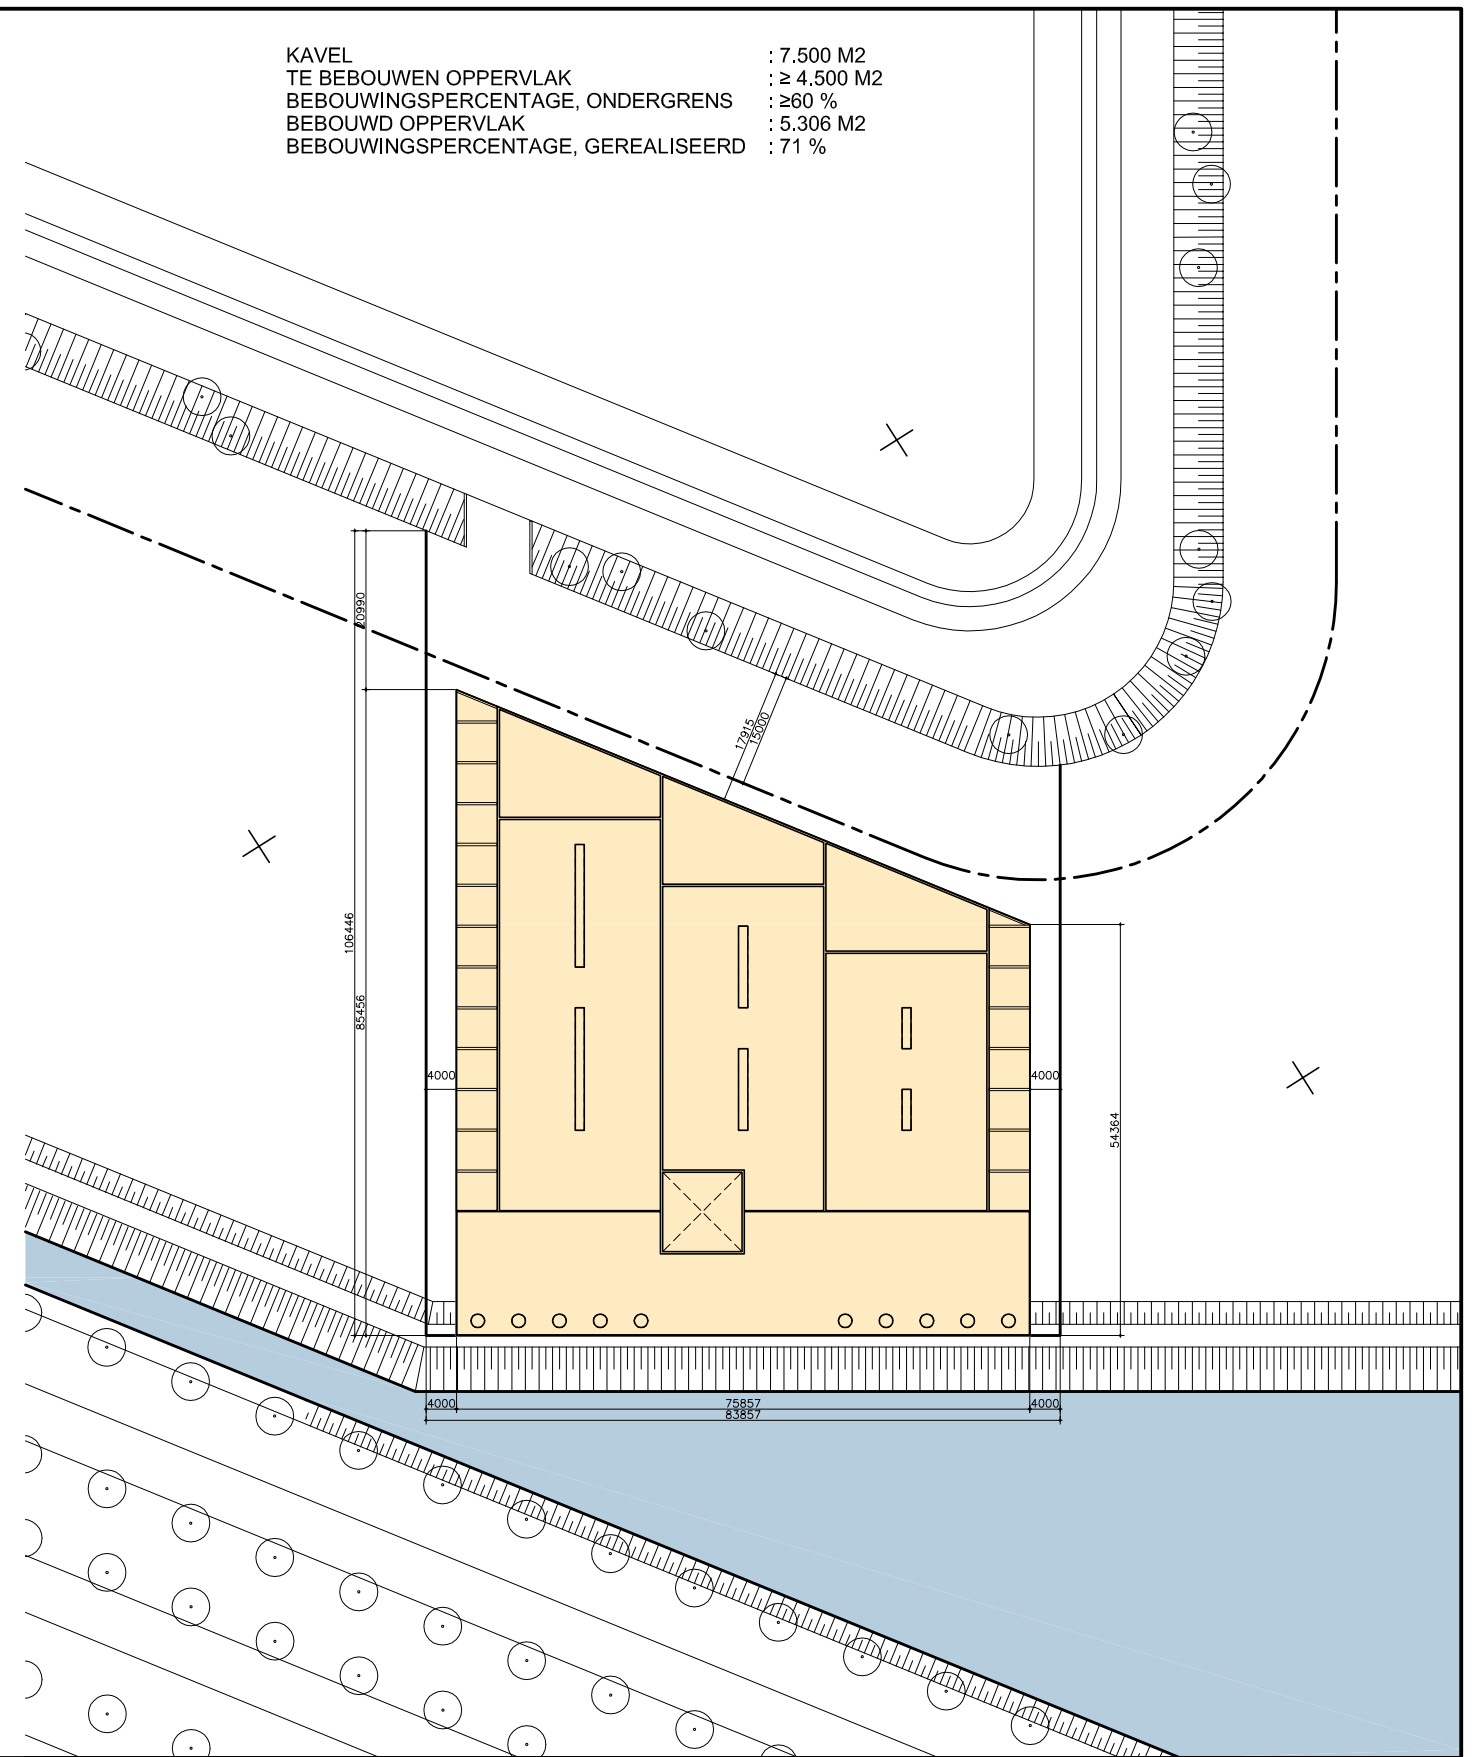 KAVEL : 7.500 M2
TE BEBOUWEN OPPERVLAK : ≥ 4.500 M2
BEBOUWINGSPERCENTAGE, ONDERGRENS : ≥60 %
BEBOUWD OPPERVLAK : 5.306 M2
BEBOUWINGSPERCENTAGE, GEREALISEERD : 71 %
20990
17915
15000
106446
85456
4000
4000
54364
4000
75857
4000
83857